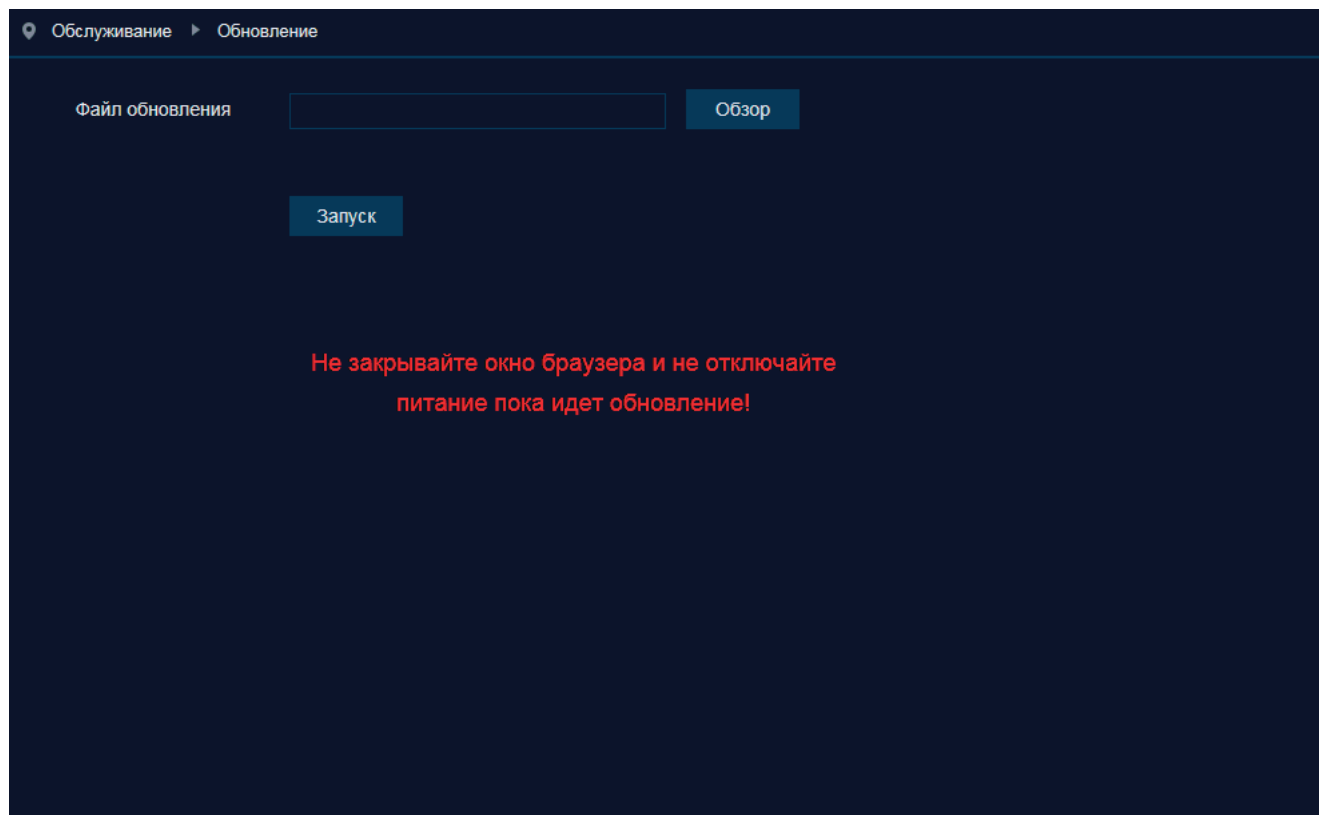 Обслуживание Обновление
Файл обновления Обзор
Запуск
Не закрывайте окно браузера и не отключайте
питание пока идет обновление!